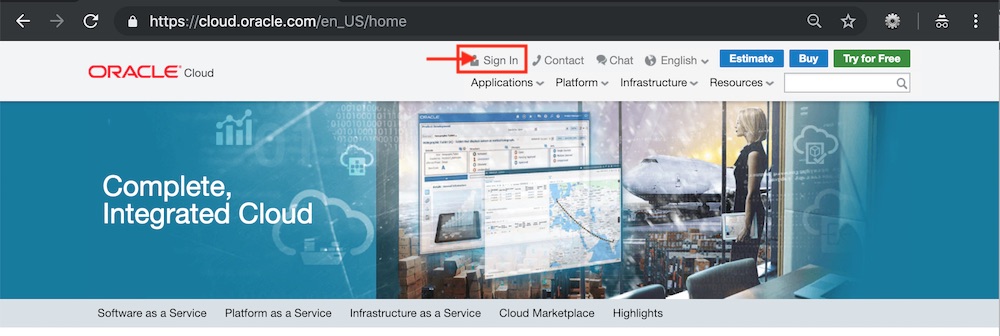 https://cloud.oracle.com/en_US/home
Sign In Contact Chat English Estimate Buy Try for Free
ORACLE Cloud
Applications Platform Infrastructure Resources
ORACLE
Complete,
Integrated Cloud
Software as a Service Platform as a Service Infrastructure as a Service Cloud Marketplace Highlights